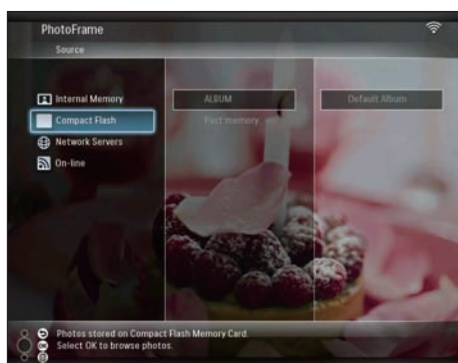 PhotoFrame
Source
Internal Memory
Compact Flash
Network Servers
On-line
ALBUM
Past memory
Default Album
Photos stored on Compact Flash Memory Card.
Select OK to browse photos.